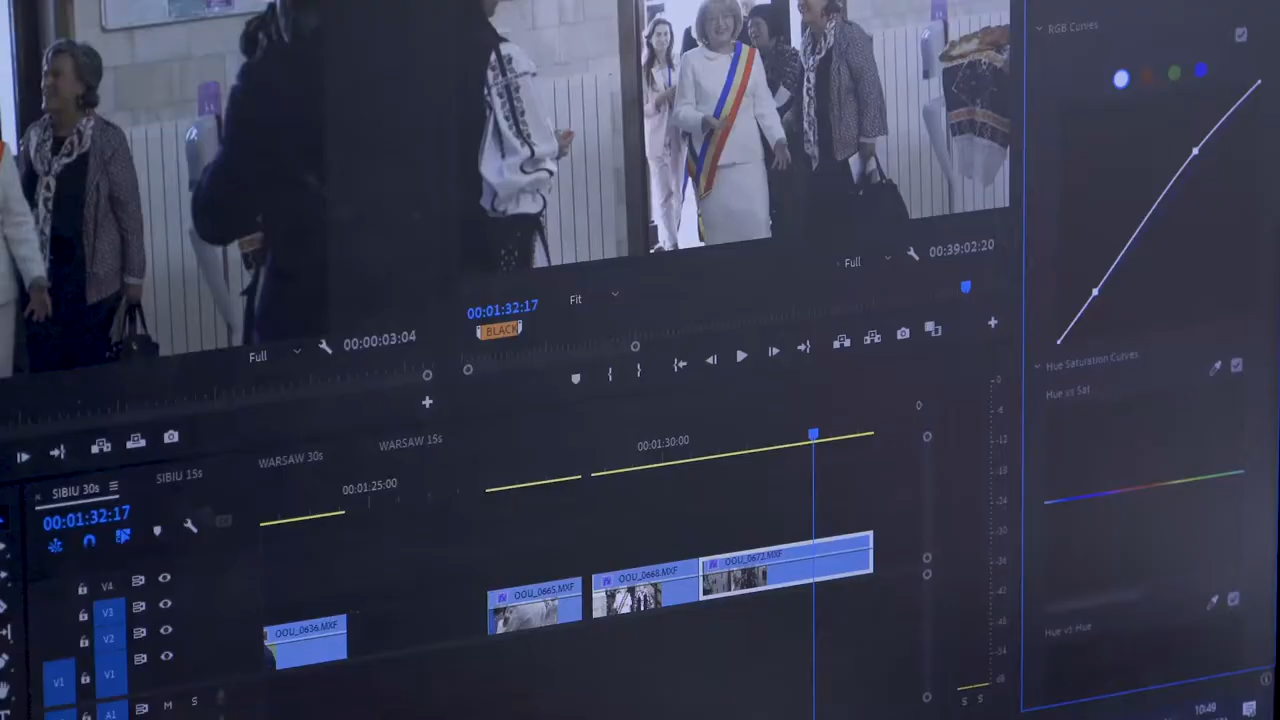 RGB Curves
Full
00:39:02:20
00:01:32:17
Fit
BLACK
Full
00:00:03:04
Hue Saturation Curves
Hue vs Sat
WARSAW 15s
WARSAW 30s
SIBIU 15s
SIBIU 30s
00:01:32:17
00:01:25:00
00:01:30:00
OOU_0672.MXF
OOU_0668.MXF
OOU_0665.MXF
OOU_0636.MXF
V4
V3
V2
V1
V1
A1
M
S
S
S
Hue vs Hue
10:49